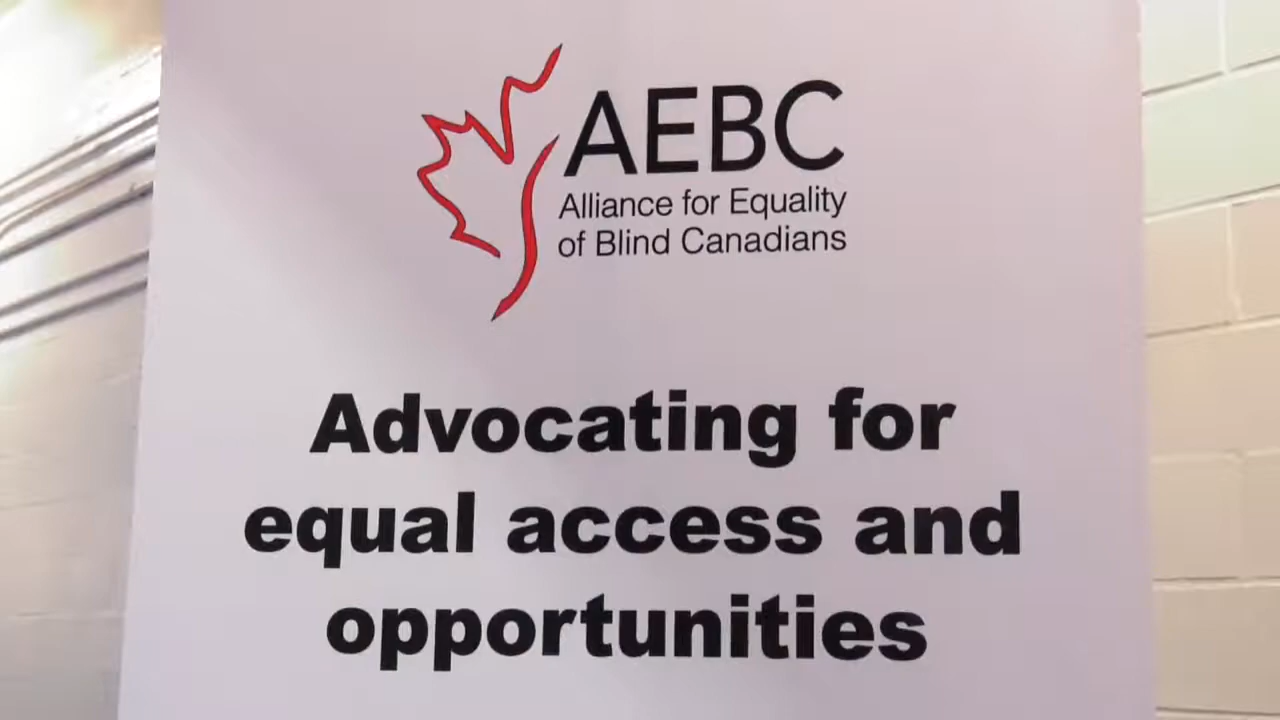 AEBC
Alliance for Equality
of Blind Canadians
Advocating for
equal access and
opportunities